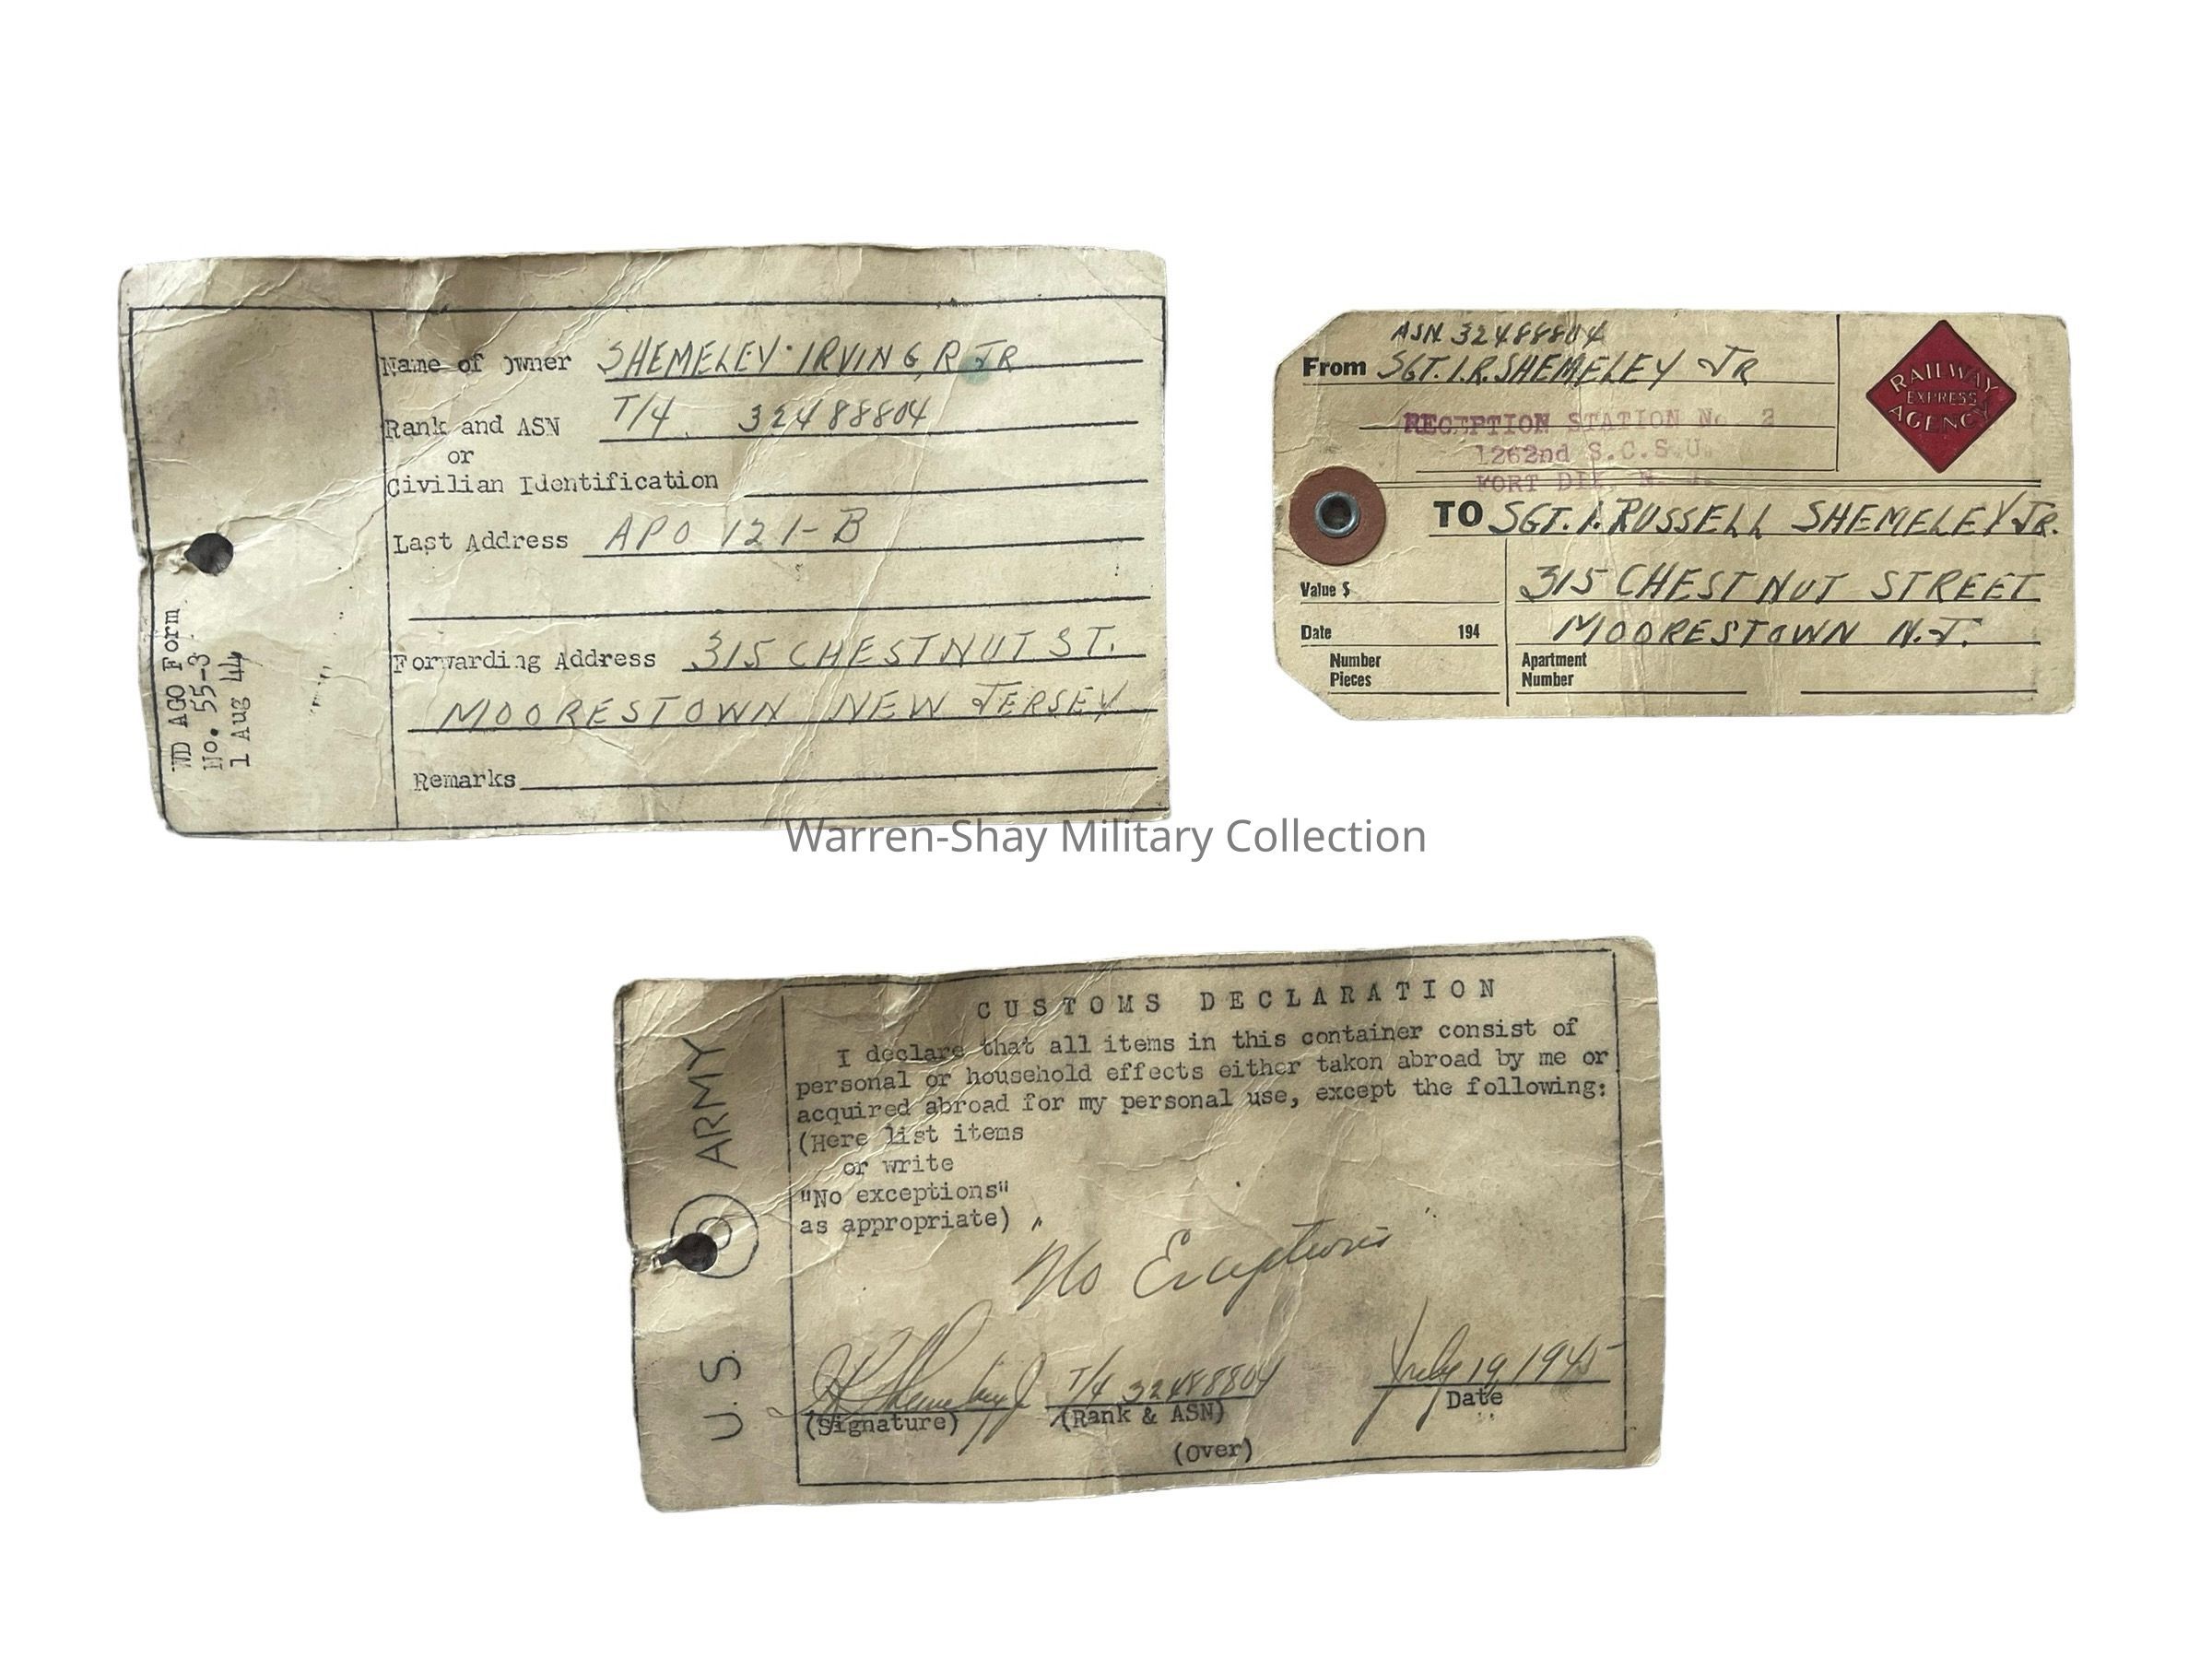 Name of Owner SHEMELEY IRVING, R JR
Rank and ASN T/4 32488804
or
Civilian Identification
Last Address APO 121-B
Forwarding Address 315 CHESTNUT ST.
MOORESTOWN NEW JERSEY
Remarks
WD AGO Form
No. 55-3
1 Aug 44
ASN 32488804
From SGT. I.R. SHEMELEY JR
RECEPTION STATION No. 2
1262nd S.C.S.U.
FORT DIX, N. J.
RAILWAY
EXPRESS
AGENCY
TO SGT. I. RUSSELL SHEMELEY JR.
315 CHESTNUT STREET
MOORESTOWN N.J.
Value $
Date 194
Number
Pieces
Apartment
Number
Warren-Shay Military Collection
U.S. ARMY
CUSTOMS DECLARATION
I declare that all items in this container consist of
personal or household effects either taken abroad by me or
acquired abroad for my personal use, except the following:
(Here list items
or write
"No exceptions"
as appropriate)
No Exceptions
T/4 32488804 July 19, 1945
(Signature) (Rank & ASN) Date
(Over)